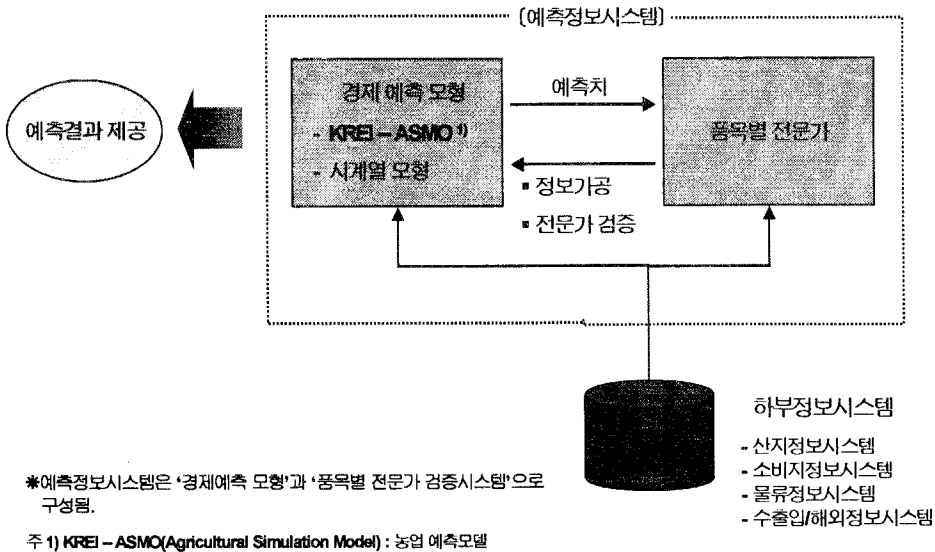 〔예측정보시스템〕
경제 예측 모형
- KREI – ASMO 1)
- 시계열 모형
예측치
▪ 정보가공
▪ 전문가 검증
품목별 전문가
예측결과 제공
하부정보시스템
- 산지정보시스템
- 소비지정보시스템
- 물류정보시스템
- 수출입/해외정보시스템
*예측정보시스템은 ‘경제예측 모형’과 ‘품목별 전문가 검증시스템’으로
구성됨.
주 1) KREI – ASMO(Agricultural Simulation Model) : 농업 예측모델